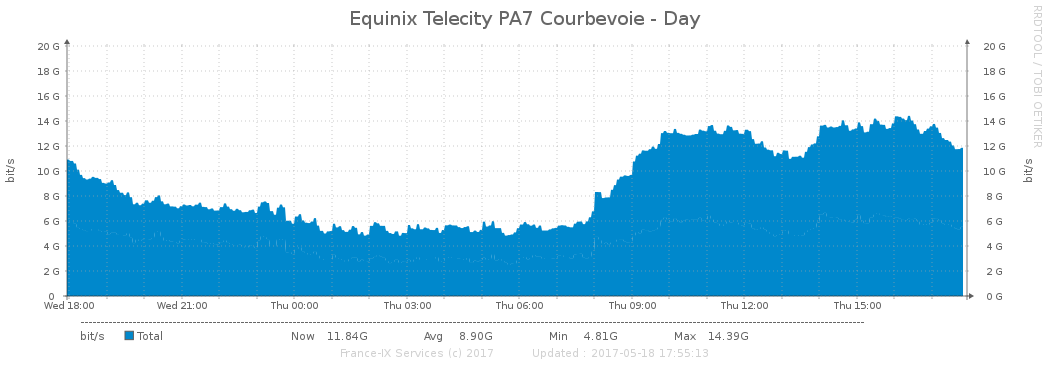 Equinix Telecity PA7 Courbevoie - Day
RRDTOOL / TOBI OETIKER
bit/s
20 G
18 G
16 G
14 G
12 G
10 G
8 G
6 G
4 G
2 G
0
20 G
18 G
16 G
14 G
12 G
10 G
8 G
6 G
4 G
2 G
0 G
bit/s
Wed 18:00 Wed 21:00 Thu 00:00 Thu 03:00 Thu 06:00 Thu 09:00 Thu 12:00 Thu 15:00
bit/s Total Now 11.84G Avg 8.90G Min 4.81G Max 14.39G
France-IX Services (c) 2017 Updated : 2017-05-18 17:55:13